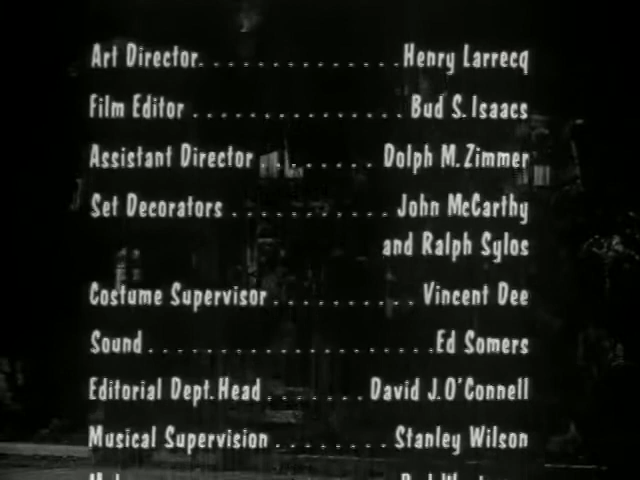 Art Director. . . . . . . . . . . . . . Henry Larrecq
Film Editor . . . . . . . . . . . . . . . Bud S. Isaacs
Assistant Director . . . . . . . . Dolph M. Zimmer
Set Decorators . . . . . . . . . . . John McCarthy
and Ralph Sylos
Costume Supervisor . . . . . . . . . . Vincent Dee
Sound . . . . . . . . . . . . . . . . . . . . Ed Somers
Editorial Dept. Head . . . . . . . David J. O'Connell
Musical Supervision . . . . . . . . Stanley Wilson